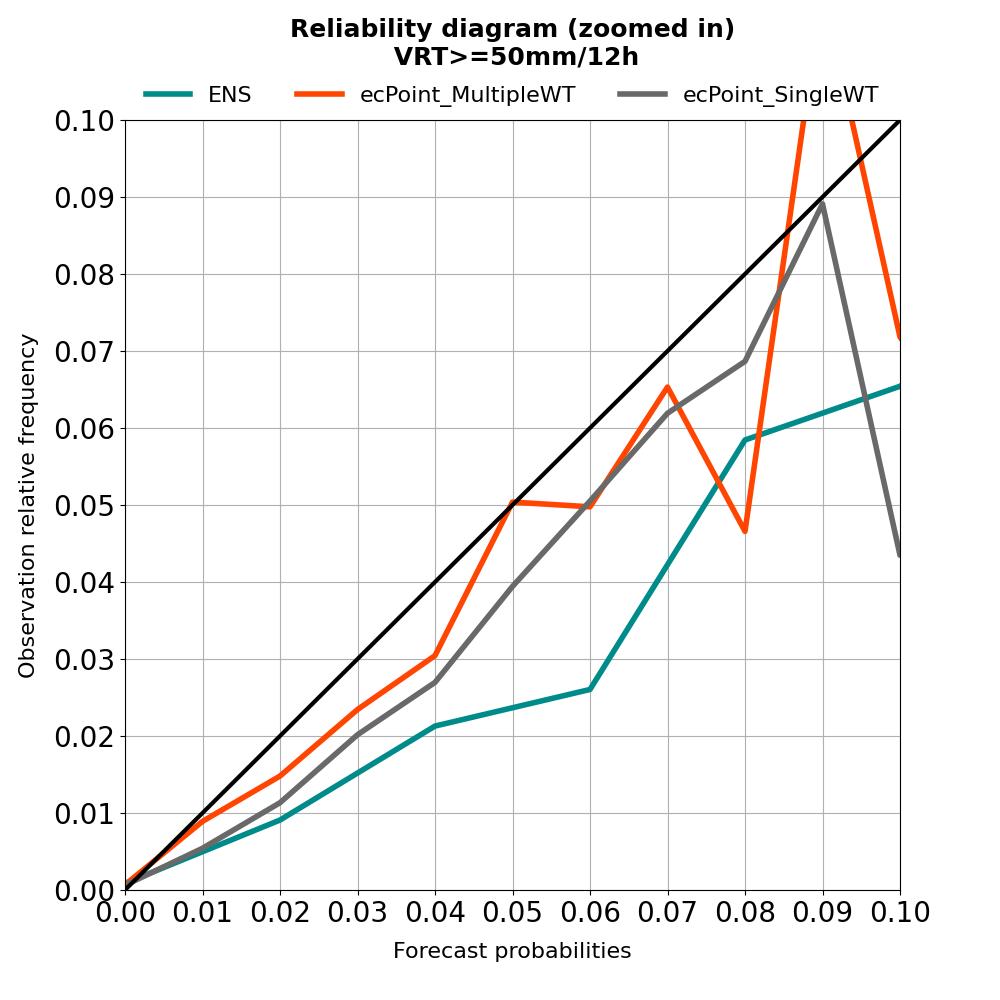 Reliability diagram (zoomed in)
VRT>=50mm/12h
ENS ecPoint_MultipleWT ecPoint_SingleWT
0.10
0.09
0.08
0.07
0.06
0.05
0.04
0.03
0.02
0.01
0.00
Observation relative frequency
0.00 0.01 0.02 0.03 0.04 0.05 0.06 0.07 0.08 0.09 0.10
Forecast probabilities